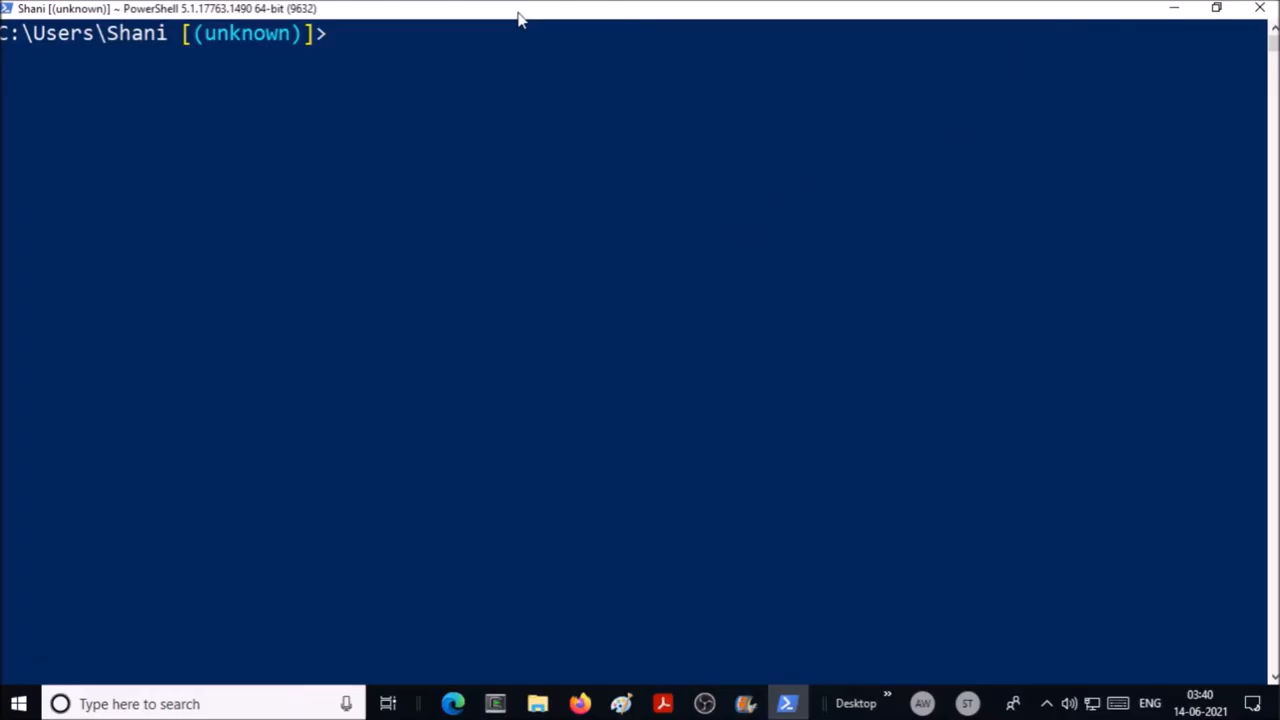 Shani [(unknown)] ~ PowerShell 5.1.17763.1490 64-bit (9632)
C:\Users\Shani [(unknown)]>
Type here to search
Desktop
»
AW
ST
ENG
03:40
14-06-2021